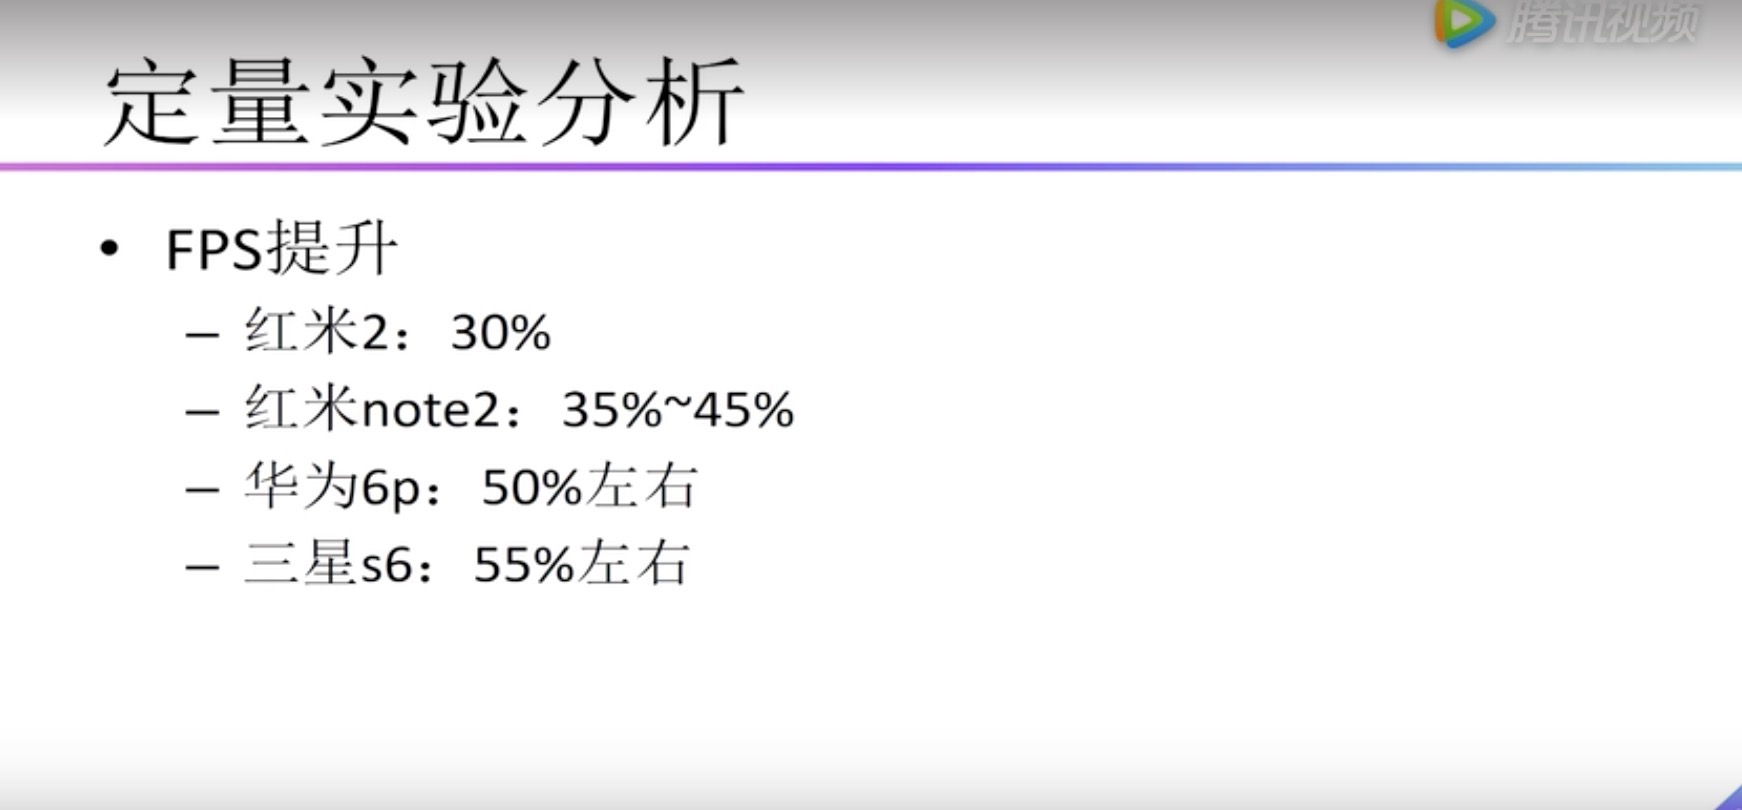 腾讯视频
定量实验分析
• FPS提升
– 红米2：30%
– 红米note2：35%~45%
– 华为6p：50%左右
– 三星s6：55%左右